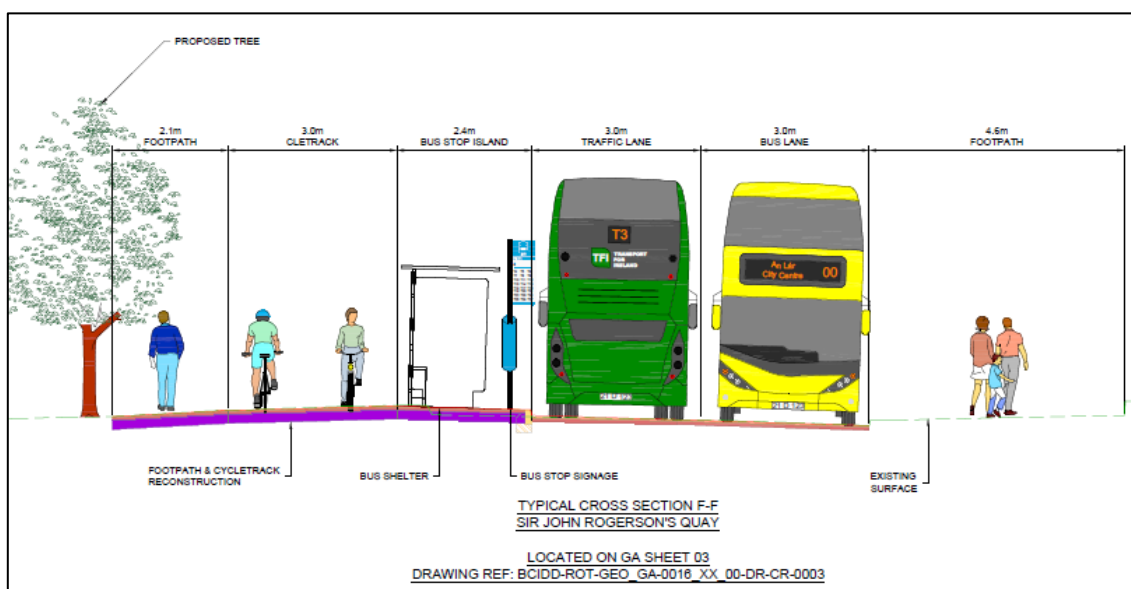 PROPOSED TREE
2.1m
FOOTPATH
3.0m
CLETRACK
2.4m
BUS STOP ISLAND
3.0m
TRAFFIC LANE
3.0m
BUS LANE
4.6m
FOOTPATH
T3
TFI
TRANSPORT
FOR
IRELAND
An Lár
City Centre
00
FOOTPATH & CYCLETRACK
RECONSTRUCTION
BUS SHELTER
BUS STOP SIGNAGE
EXISTING
SURFACE
TYPICAL CROSS SECTION F-F
SIR JOHN ROGERSON'S QUAY
LOCATED ON GA SHEET 03
DRAWING REF: BCIDD-ROT-GEO_GA-0016_XX_00-DR-CR-0003